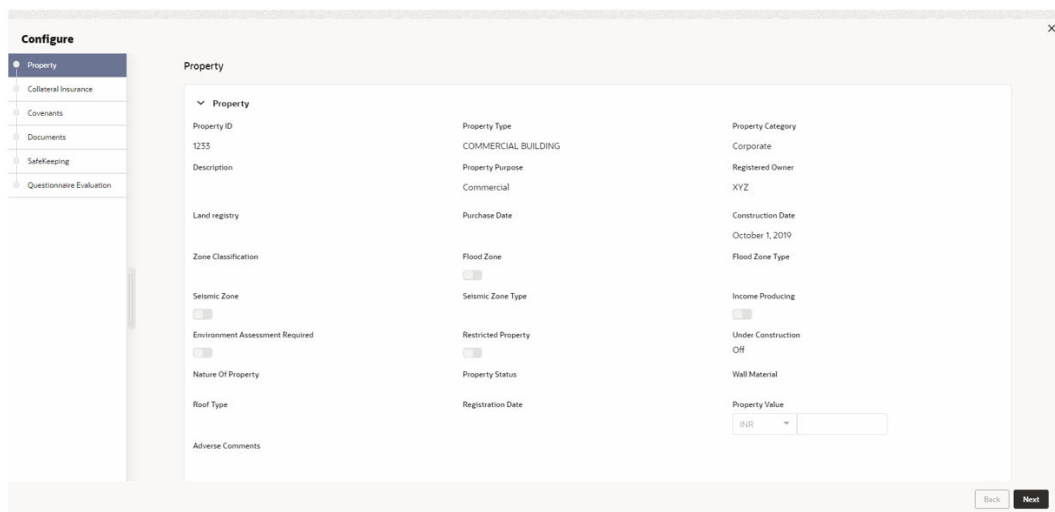 Configure
Property
Collateral Insurance
Covenants
Documents
SafeKeeping
Questionnaire Evaluation
Property
Property
Property ID Property Type Property Category
1233 COMMERCIAL BUILDING Corporate
Description Property Purpose Registered Owner
Commercial XYZ
Land registry Purchase Date Construction Date
October 1, 2019
Zone Classification Flood Zone Flood Zone Type
Seismic Zone Seismic Zone Type Income Producing
Environment Assessment Required Restricted Property Under Construction
Off
Nature Of Property Property Status Wall Material
Roof Type Registration Date Property Value
INR
Adverse Comments
Back Next